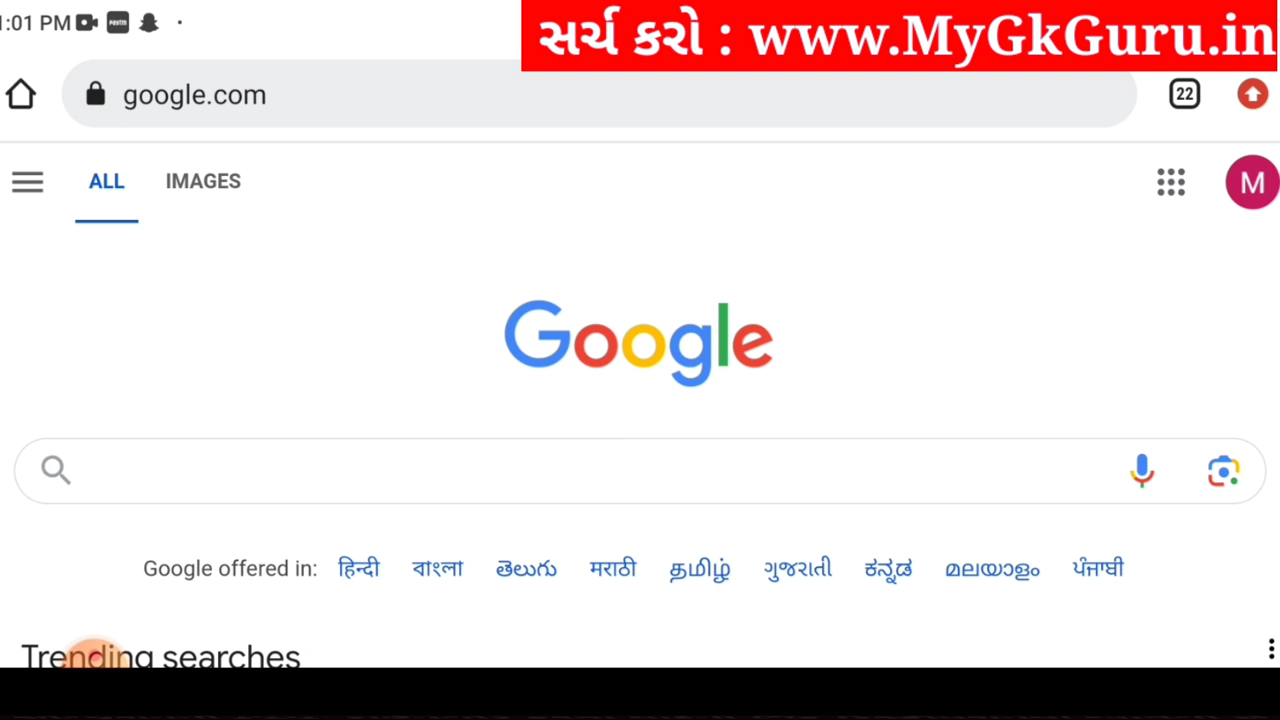 1:01 PM
સર્ચ કરો : www.MyGkGuru.in
google.com
22
ALL IMAGES
M
Google
Google offered in: हिन्दी বাংলা తెలుగు मराठी தமிழ் ગુજરાતી ಕನ್ನಡ മലയാളം ਪੰਜਾਬੀ
Trending searches